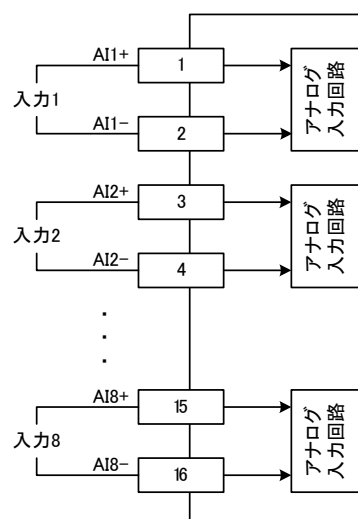 AI1+
1
入力1
アナログ
入力回路
AI1-
2
AI2+
3
入力2
アナログ
入力回路
AI2-
4
・
・
・
AI8+
15
入力8
アナログ
入力回路
AI8-
16